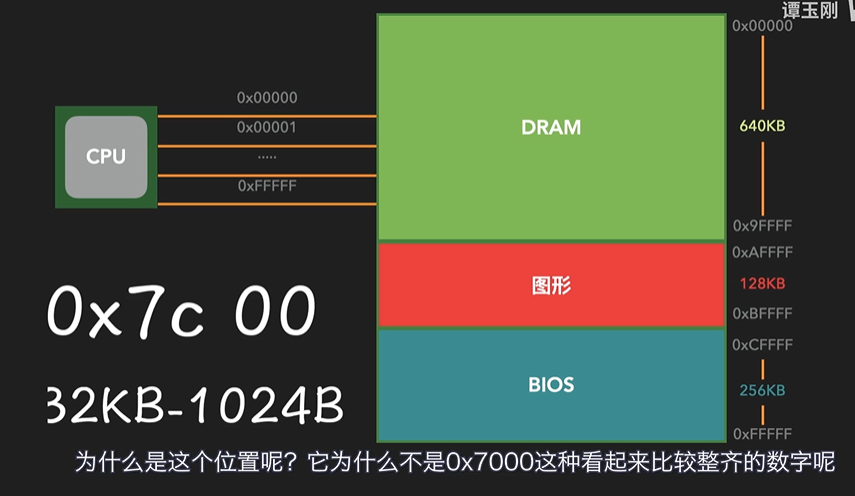 谭玉刚
0x00000
0x00000
0x00001
·····
0xFFFFF
CPU
DRAM
640KB
0x9FFFF
0xAFFFF
图形
128KB
0xBFFFF
0xCFFFF
BIOS
256KB
0xFFFFF
0x7c 00
32KB-1024B
为什么是这个位置呢？它为什么不是0x7000这种看起来比较整齐的数字呢